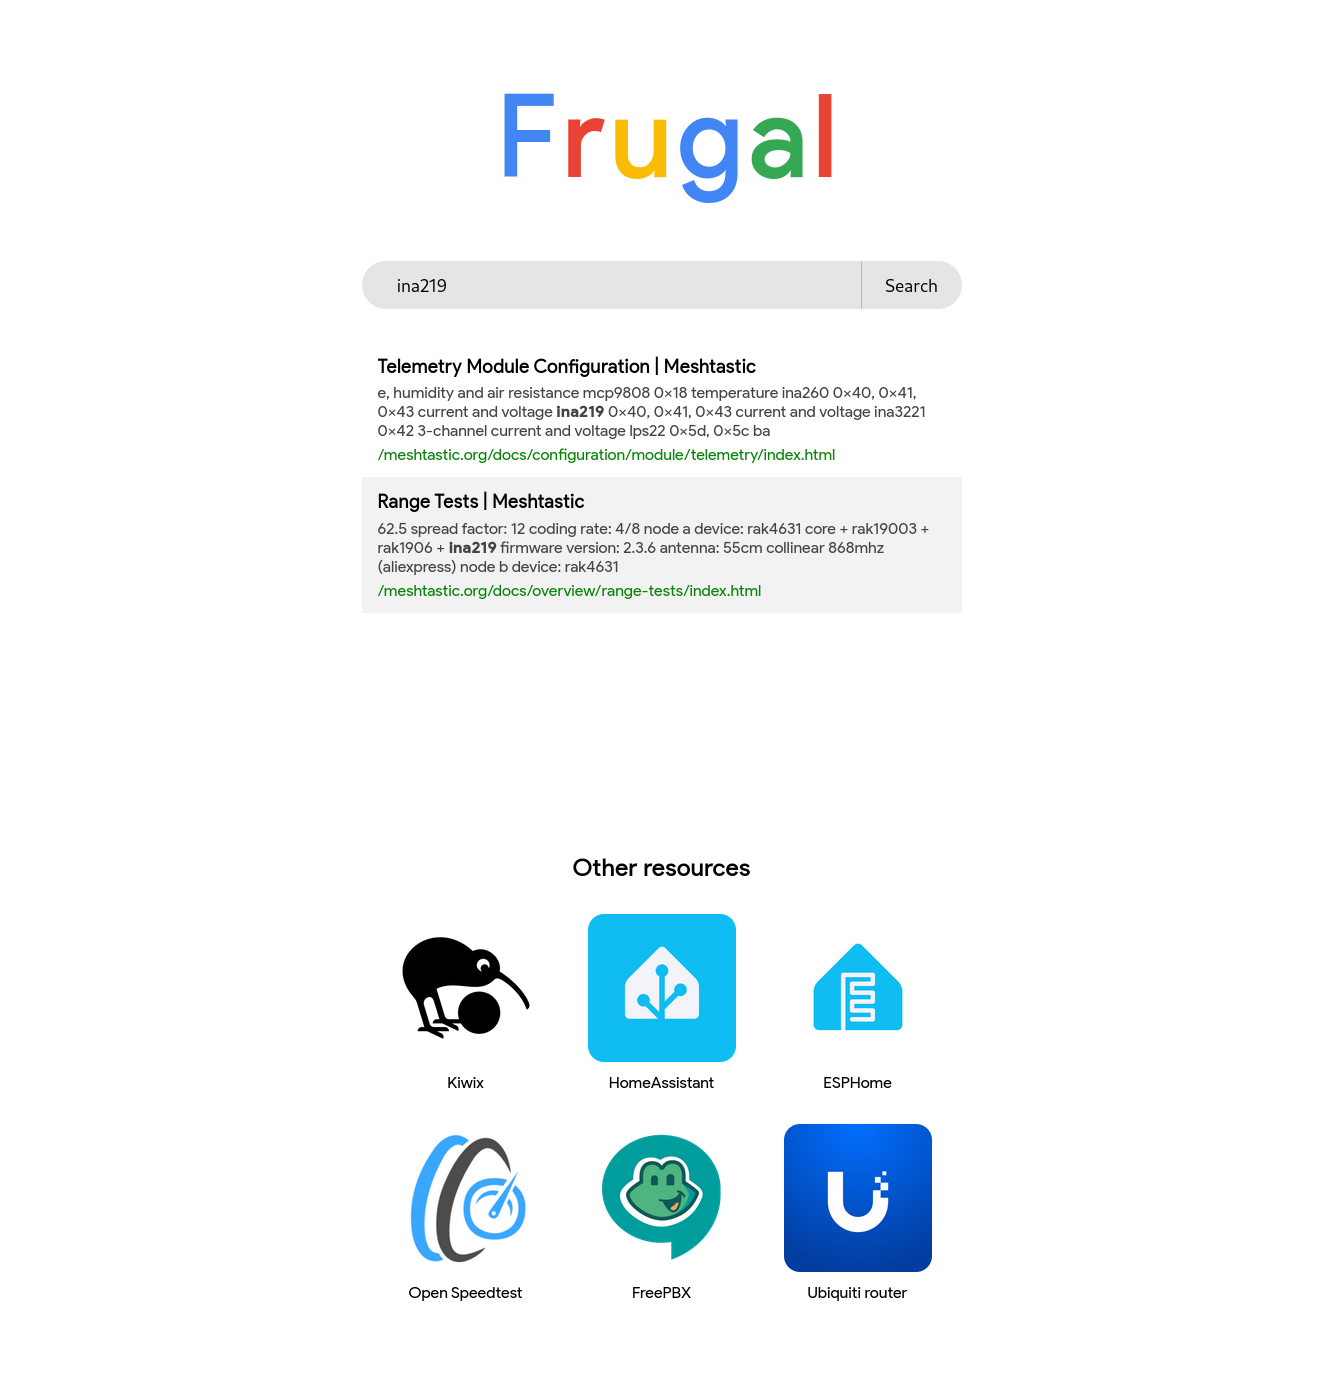 Frugal
ina219
Search
Telemetry Module Configuration | Meshtastic
e, humidity and air resistance mcp9808 0×18 temperature ina260 0×40, 0×41,
0×43 current and voltage ina219 0×40, 0×41, 0×43 current and voltage ina3221
0×42 3-channel current and voltage lps22 0×5d, 0×5c ba
/meshtastic.org/docs/configuration/module/telemetry/index.html
Range Tests | Meshtastic
62.5 spread factor: 12 coding rate: 4/8 node a device: rak4631 core + rak19003 +
rak1906 + ina219 firmware version: 2.3.6 antenna: 55cm collinear 868mhz
(aliexpress) node b device: rak4631
/meshtastic.org/docs/overview/range-tests/index.html
Other resources
Kiwix
HomeAssistant
ESPHome
Open Speedtest
FreePBX
Ubiquiti router